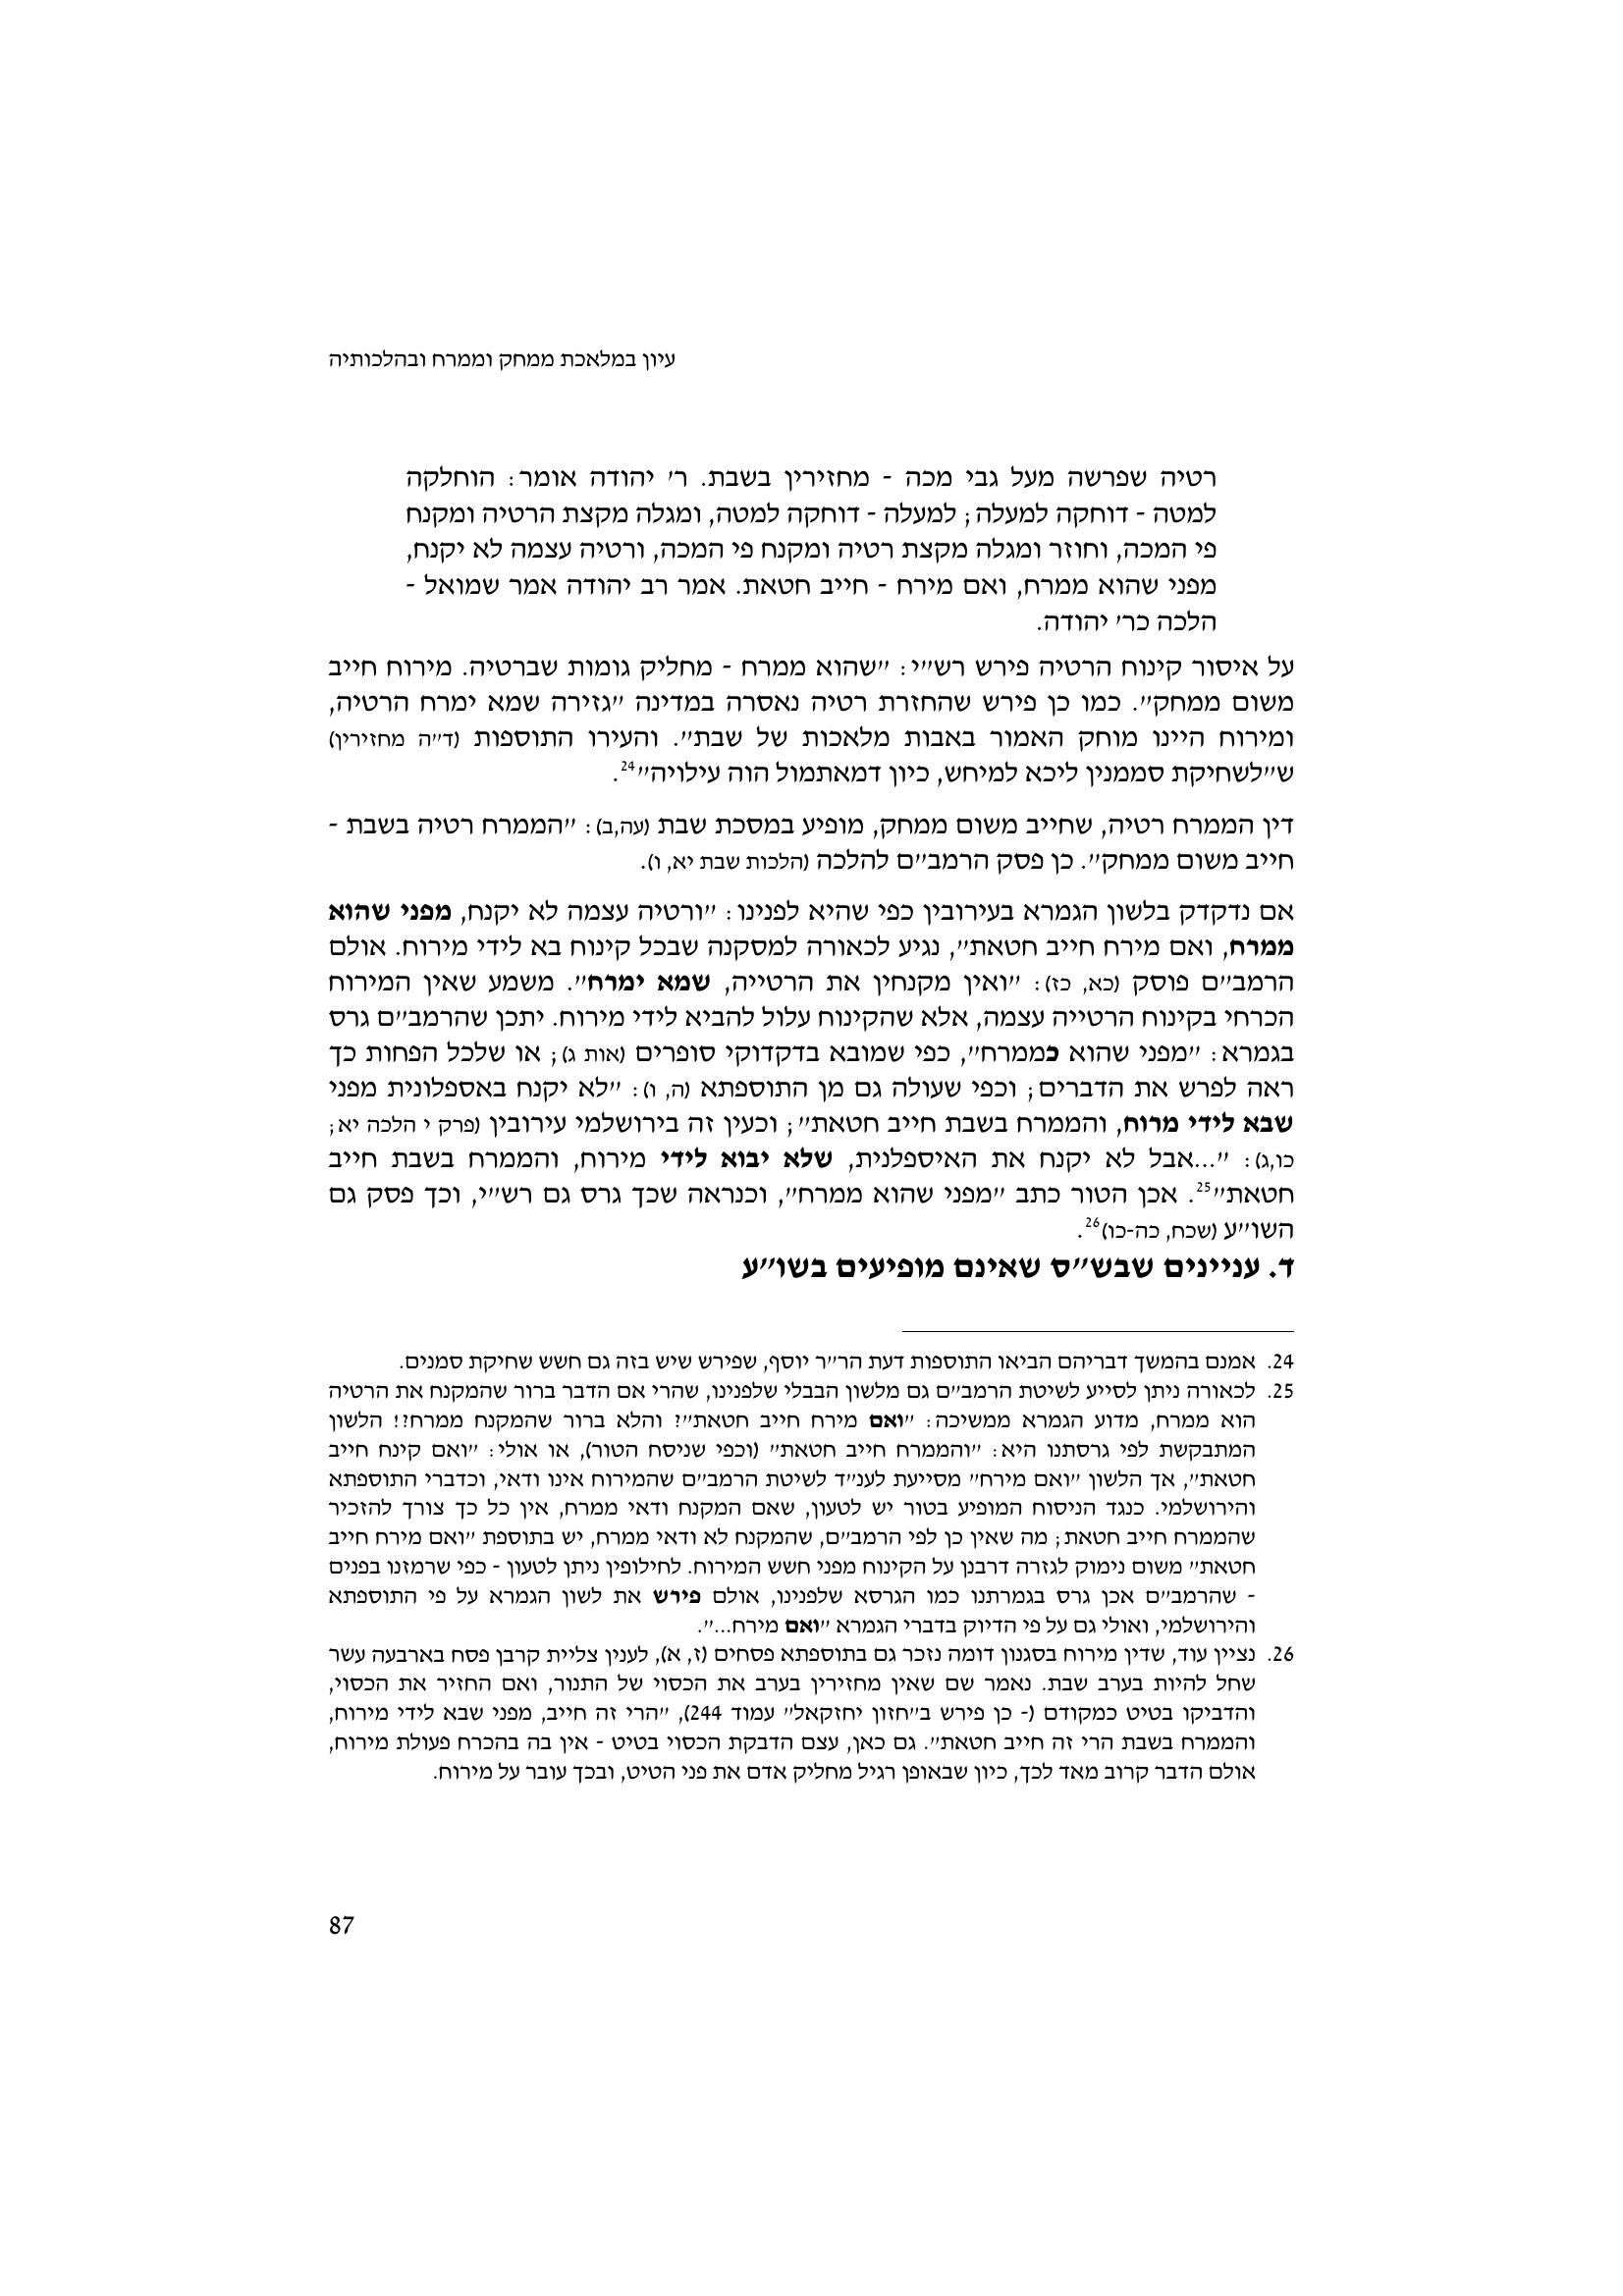 עיון במלאכת ממחק וממרח ובהלכותיה
רטיה שפרשה מעל גבי מכה - מחזירין בשבת. ר׳ יהודה אומר: הוחלקה
למטה - דוחקה למעלה; למעלה - דוחקה למטה, ומגלה מקצת הרטיה ומקנח
פי המכה, וחוזר ומגלה מקצת רטיה ומקנח פי המכה, ורטיה עצמה לא יקנח,
מפני שהוא ממרח, ואם מירח - חייב חטאת. אמר רב יהודה אמר שמואל -
הלכה כר׳ יהודה.
על איסור קינוח הרטיה פירש רש״י: ״שהוא ממרח - מחליק גומות שברטיה. מירוח חייב
משום ממחק״. כמו כן פירש שהחזרת רטיה נאסרה במדינה ״גזירה שמא ימרח הרטיה,
ומירוח היינו מוחק האמור באבות מלאכות של שבת״. והעירו התוספות (ד״ה מחזירין)
ש״לשחיקת סממנין ליכא למיחש, כיון דמאתמול הוה עילויה״24.
דין הממרח רטיה, שחייב משום ממחק, מופיע במסכת שבת (עה,ב): ״הממרח רטיה בשבת -
חייב משום ממחק״. כן פסק הרמב״ם להלכה (הלכות שבת יא, ו).
אם נדקדק בלשון הגמרא בעירובין כפי שהיא לפנינו: ״ורטיה עצמה לא יקנח, מפני שהוא
ממרח, ואם מירח חייב חטאת״, נגיע לכאורה למסקנה שבכל קינוח בא לידי מירוח. אולם
הרמב״ם פוסק (כא, כז): ״ואין מקנחין את הרטייה, שמא ימרח״. משמע שאין המירוח
הכרחי בקינוח הרטייה עצמה, אלא שהקינוח עלול להביא לידי מירוח. יתכן שהרמב״ם גרס
בגמרא: ״מפני שהוא כממרח״, כפי שמובא בדקדוקי סופרים (אות ג); או שלכל הפחות כך
ראה לפרש את הדברים; וכפי שעולה גם מן התוספתא (ה, ו): ״לא יקנח באספלונית מפני
שבא לידי מרוח, והממרח בשבת חייב חטאת״; וכעין זה בירושלמי עירובין (פרק י הלכה יא;
כו,ג): ״...אבל לא יקנח את האיספלנית, שלא יבוא לידי מירוח, והממרח בשבת חייב
חטאת״25. אכן הטור כתב ״מפני שהוא ממרח״, וכנראה שכך גרס גם רש״י, וכך פסק גם
השו״ע (שכח, כה-כו)26.
ד. עניינים שבש״ס שאינם מופיעים בשו״ע
24. אמנם בהמשך דבריהם הביאו התוספות דעת הר״ר יוסף, שפירש שיש בזה גם חשש שחיקת סמנים.
25. לכאורה ניתן לסייע לשיטת הרמב״ם גם מלשון הבבלי שלפנינו, שהרי אם הדבר ברור שהמקנח את הרטיה
הוא ממרח, מדוע הגמרא ממשיכה: ״ואם מירח חייב חטאת״? והלא ברור שהמקנח ממרח?! הלשון
המתבקשת לפי גרסתנו היא: ״והממרח חייב חטאת״ (וכפי שניסח הטור), או אולי: ״ואם קינח חייב
חטאת״, אך הלשון ״ואם מירח״ מסייעת לענ״ד לשיטת הרמב״ם שהמירוח אינו ודאי, וכדברי התוספתא
והירושלמי. כנגד הניסוח המופיע בטור יש לטעון, שאם המקנח ודאי ממרח, אין כל כך צורך להזכיר
שהממרח חייב חטאת; מה שאין כן לפי הרמב״ם, שהמקנח לא ודאי ממרח, יש בתוספת ״ואם מירח חייב
חטאת״ משום נימוק לגזרה דרבנן על הקינוח מפני חשש המירוח. לחילופין ניתן לטעון - כפי שרמזנו בפנים
- שהרמב״ם אכן גרס בגמרתנו כמו הגרסא שלפנינו, אולם פירש את לשון הגמרא על פי התוספתא
והירושלמי, ואולי גם על פי הדיוק בדברי הגמרא ״ואם מירח...״.
26. נציין עוד, שדין מירוח בסגנון דומה נזכר גם בתוספתא פסחים (ז, א), לענין צליית קרבן פסח בארבעה עשר
שחל להיות בערב שבת. נאמר שם שאין מחזירין בערב את הכסוי של התנור, ואם החזיר את הכסוי,
והדביקו בטיט כמקודם (- כן פירש ב״חזון יחזקאל״ עמוד 244), ״הרי זה חייב, מפני שבא לידי מירוח,
והממרח בשבת הרי זה חייב חטאת״. גם כאן, עצם הדבקת הכסוי בטיט - אין בה בהכרח פעולת מירוח,
אולם הדבר קרוב מאד לכך, כיון שבאופן רגיל מחליק אדם את פני הטיט, ובכך עובר על מירוח.
87